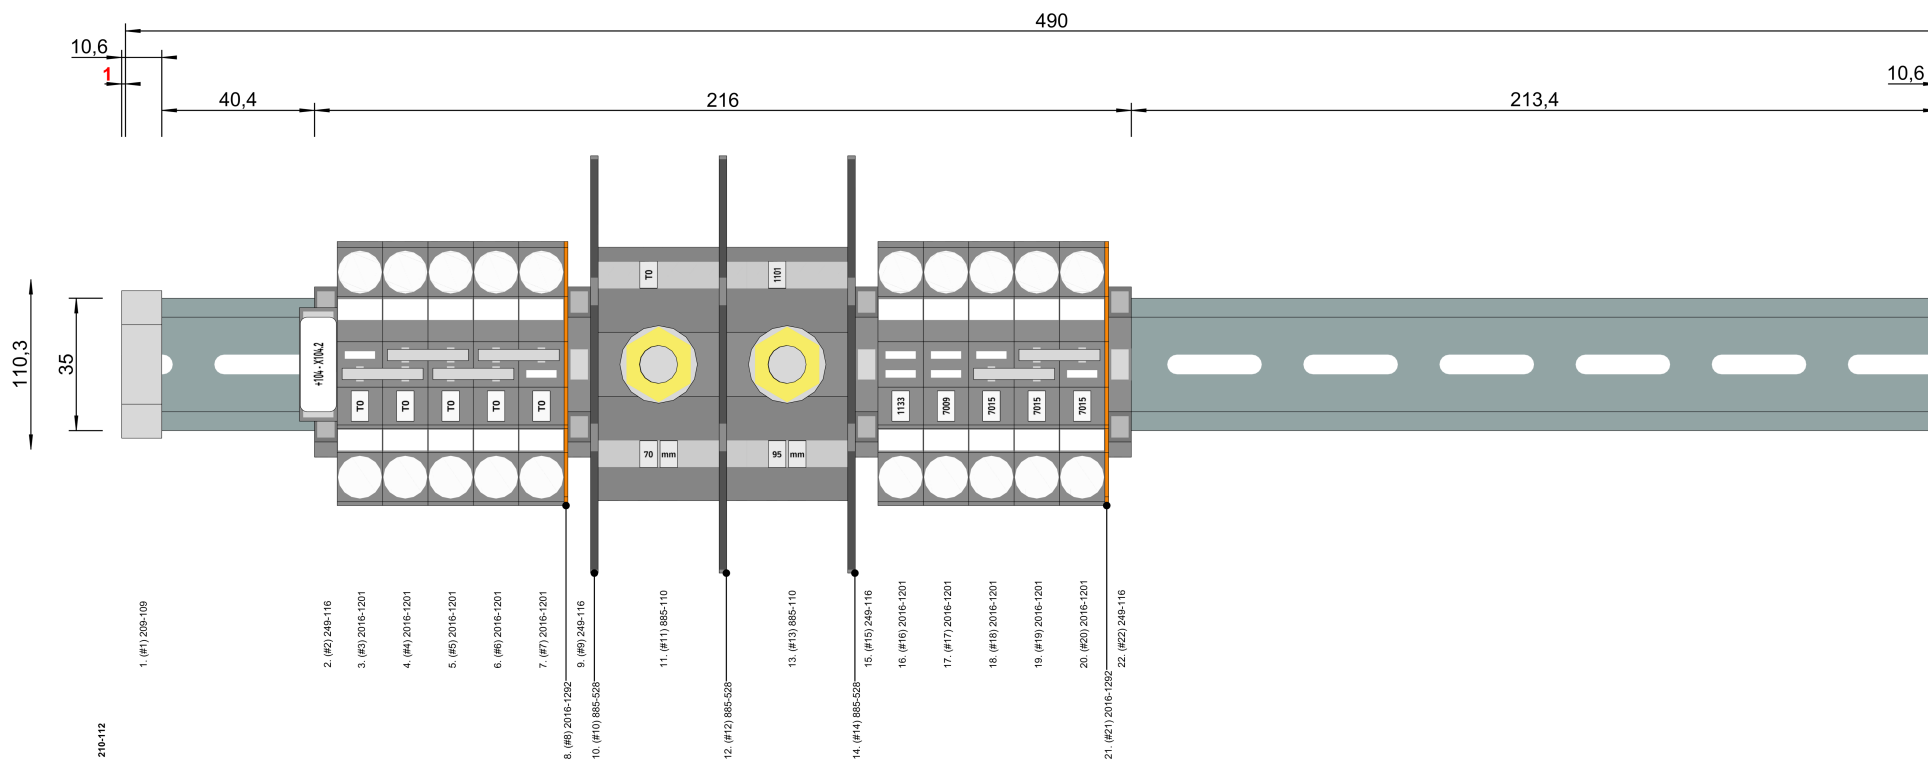 490
10,6
1
10,6
40,4
216
213,4
110,3
35
+104 - X104.2
T0
T0
T0
T0
T0
T0
1101
70 mm
95 mm
1133
7009
7015
7015
7015
1. (#1) 209-109
2. (#2) 249-116
3. (#3) 2016-1201
4. (#4) 2016-1201
5. (#5) 2016-1201
6. (#6) 2016-1201
7. (#7) 2016-1201
8. (#8) 2016-1292
9. (#9) 249-116
10. (#10) 885-528
11. (#11) 885-110
12. (#12) 885-528
13. (#13) 885-110
14. (#14) 885-528
15. (#15) 249-116
16. (#16) 2016-1201
17. (#17) 2016-1201
18. (#18) 2016-1201
19. (#19) 2016-1201
20. (#20) 2016-1201
21. (#21) 2016-1292
22. (#22) 249-116
210-112